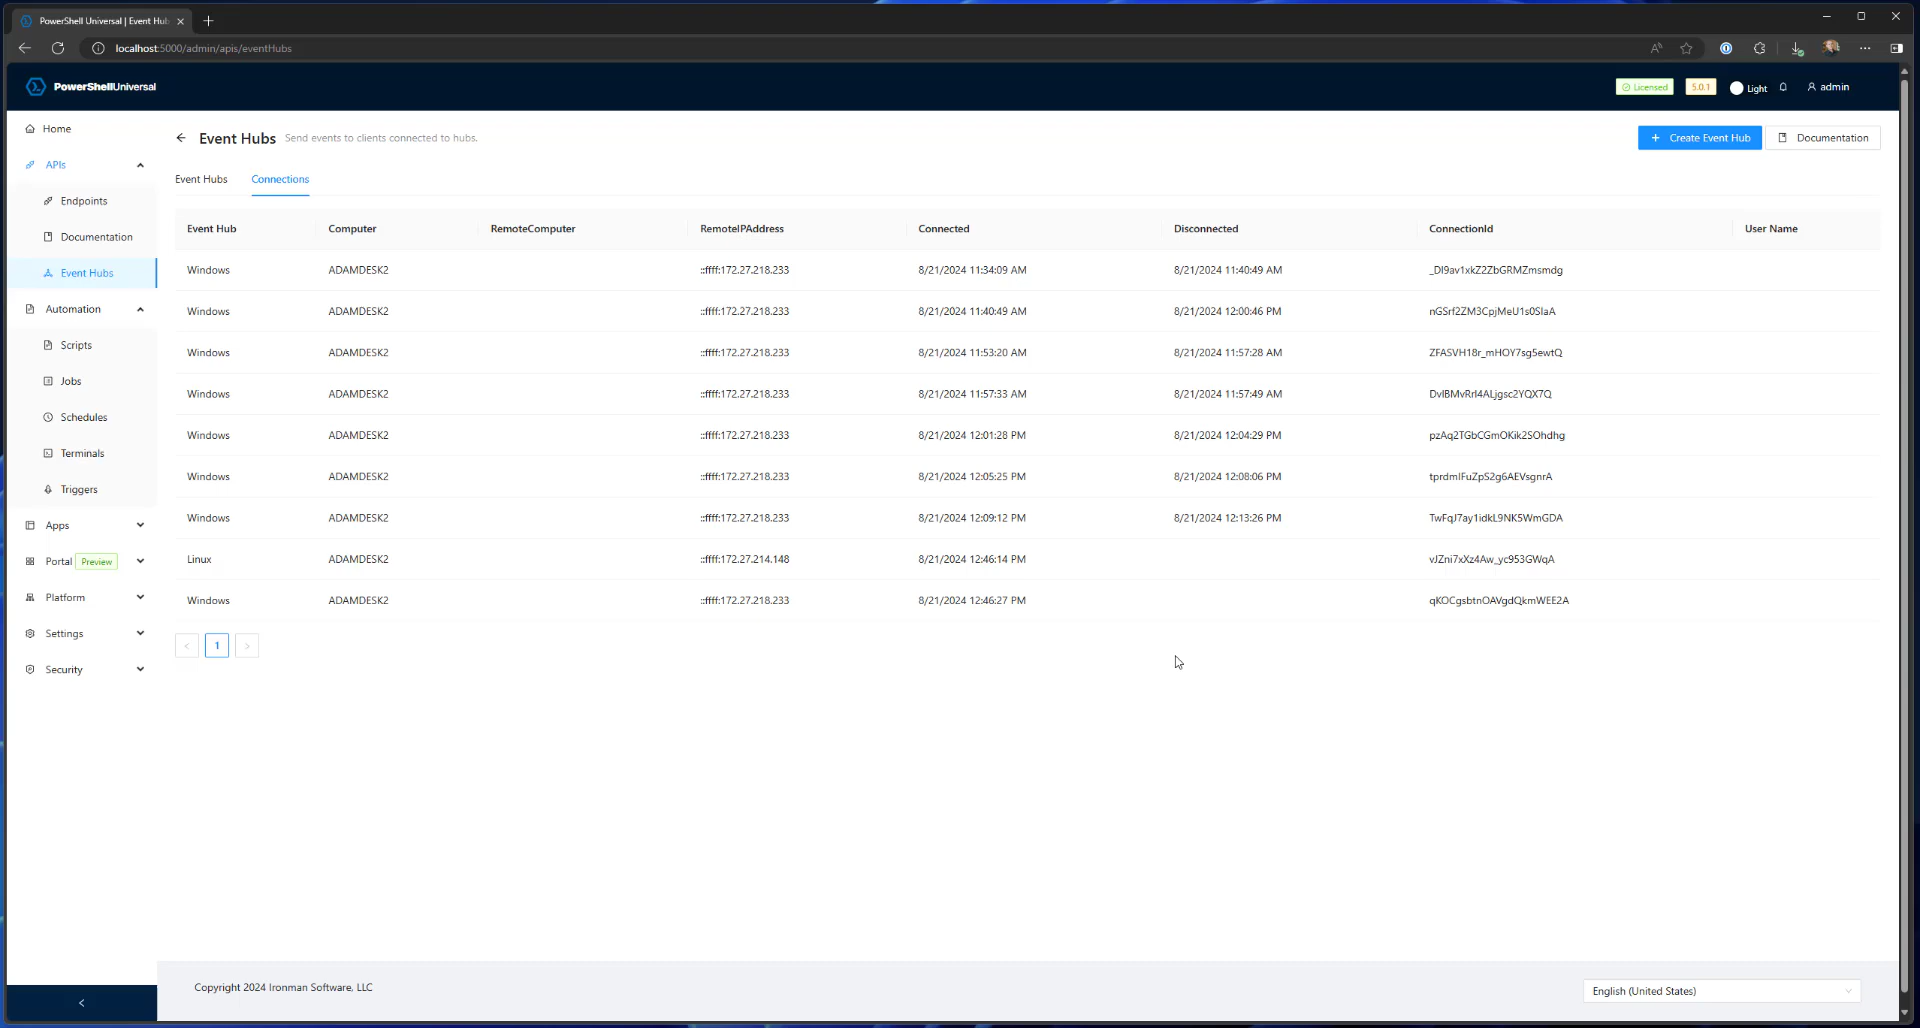 PowerShell Universal | Event Hub
localhost:5000/admin/apis/eventHubs
PowerShellUniversal
Licensed
5.0.1
Light
admin
Home
APIs
Endpoints
Documentation
Event Hubs
Automation
Scripts
Jobs
Schedules
Terminals
Triggers
Apps
Portal Preview
Platform
Settings
Security
Event Hubs Send events to clients connected to hubs.
+ Create Event Hub
Documentation
Event Hubs Connections
Event Hub Computer RemoteComputer RemoteIPAddress Connected Disconnected ConnectionId User Name
Windows ADAMDESK2 ::ffff:172.27.218.233 8/21/2024 11:34:09 AM 8/21/2024 11:40:49 AM _DI9av1xkZ2ZbGRMZmsmdg
Windows ADAMDESK2 ::ffff:172.27.218.233 8/21/2024 11:40:49 AM 8/21/2024 12:00:46 PM nGSrf2ZM3CpjMeU1s0SlaA
Windows ADAMDESK2 ::ffff:172.27.218.233 8/21/2024 11:53:20 AM 8/21/2024 11:57:28 AM ZFASVH18r_mHOY7sg5ewtQ
Windows ADAMDESK2 ::ffff:172.27.218.233 8/21/2024 11:57:33 AM 8/21/2024 11:57:49 AM DvlBMvRrl4ALjgsc2YQX7Q
Windows ADAMDESK2 ::ffff:172.27.218.233 8/21/2024 12:01:28 PM 8/21/2024 12:04:29 PM pzAq2TGbCGmOKik2SOhdhg
Windows ADAMDESK2 ::ffff:172.27.218.233 8/21/2024 12:05:25 PM 8/21/2024 12:08:06 PM tprdmIFuZpS2g6AEVsgnrA
Windows ADAMDESK2 ::ffff:172.27.218.233 8/21/2024 12:09:12 PM 8/21/2024 12:13:26 PM TwFqJ7ay1idkL9NK5WmGDA
Linux ADAMDESK2 ::ffff:172.27.214.148 8/21/2024 12:46:14 PM vJZni7xXz4Aw_yc953GWqA
Windows ADAMDESK2 ::ffff:172.27.218.233 8/21/2024 12:46:27 PM qKOCgsbtnOAVgdQkmWEE2A
< 1 >
Copyright 2024 Ironman Software, LLC
English (United States)